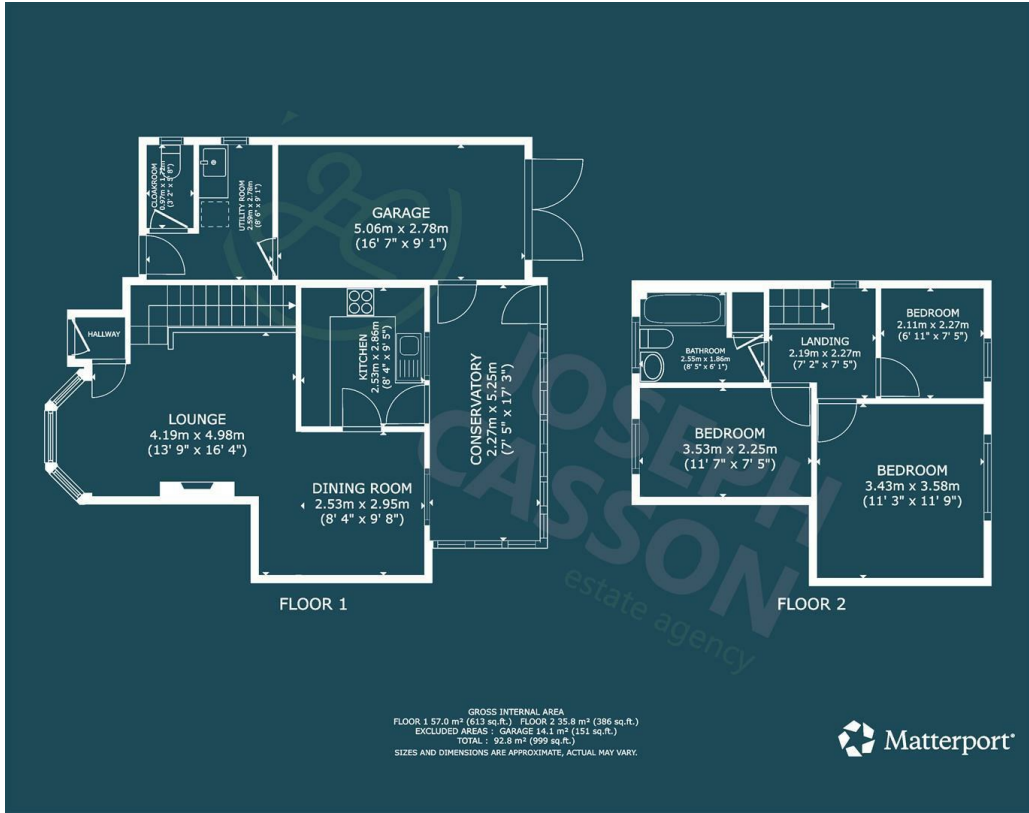 CLOAKROOM
0.97m x 1.72m
(3' 2" x 5' 8")
UTILITY ROOM
2.59m x 2.78m
(8' 6" x 9' 1")
GARAGE
5.06m x 2.78m
(16' 7" x 9' 1")
HALLWAY
KITCHEN
2.53m x 2.86m
(8' 4" x 9' 5")
CONSERVATORY
2.27m x 5.25m
(7' 5" x 17' 3")
LOUNGE
4.19m x 4.98m
(13' 9" x 16' 4")
DINING ROOM
2.53m x 2.95m
(8' 4" x 9' 8")
FLOOR 1
BATHROOM
2.55m x 1.86m
(8' 5" x 6' 1")
LANDING
2.19m x 2.27m
(7' 2" x 7' 5")
BEDROOM
2.11m x 2.27m
(6' 11" x 7' 5")
BEDROOM
3.53m x 2.25m
(11' 7" x 7' 5")
BEDROOM
3.43m x 3.58m
(11' 3" x 11' 9")
FLOOR 2
JOSEPH
CASSON
estate agency
GROSS INTERNAL AREA
FLOOR 1 57.0 m² (613 sq.ft.) FLOOR 2 35.8 m² (386 sq.ft.)
EXCLUDED AREAS : GARAGE 14.1 m² (151 sq.ft.)
TOTAL : 92.8 m² (999 sq.ft.)
SIZES AND DIMENSIONS ARE APPROXIMATE, ACTUAL MAY VARY.
Matterport®